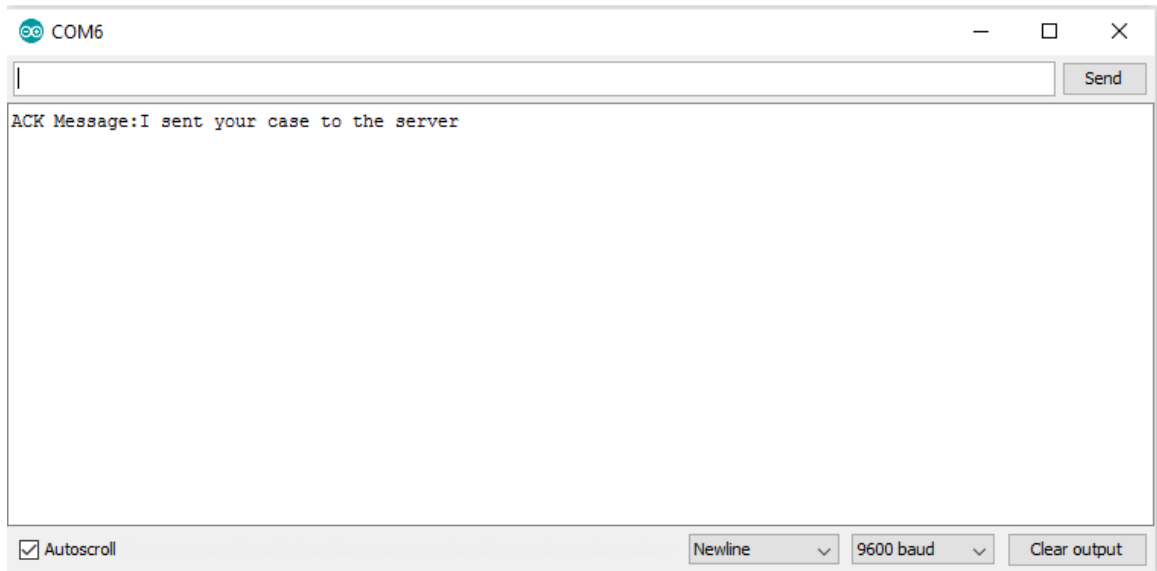 COM6
Send
ACK Message:I sent your case to the server
Autoscroll
Newline
9600 baud
Clear output